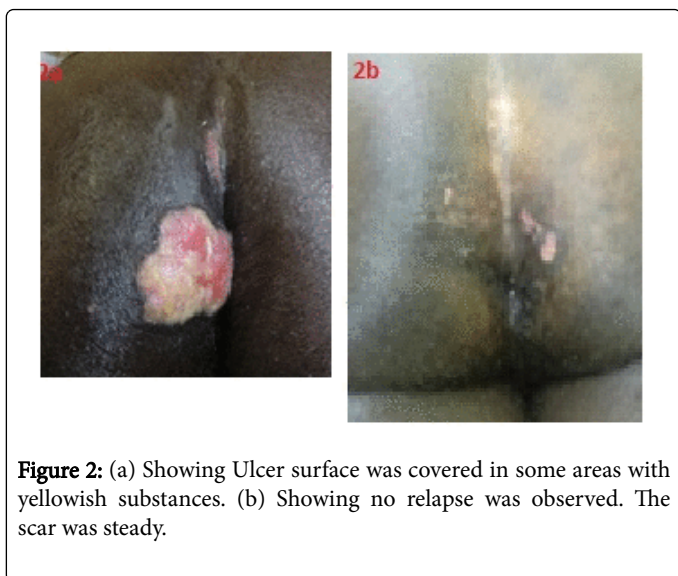 2a
2b
Figure 2: (a) Showing Ulcer surface was covered in some areas with
yellowish substances. (b) Showing no relapse was observed. The
scar was steady.